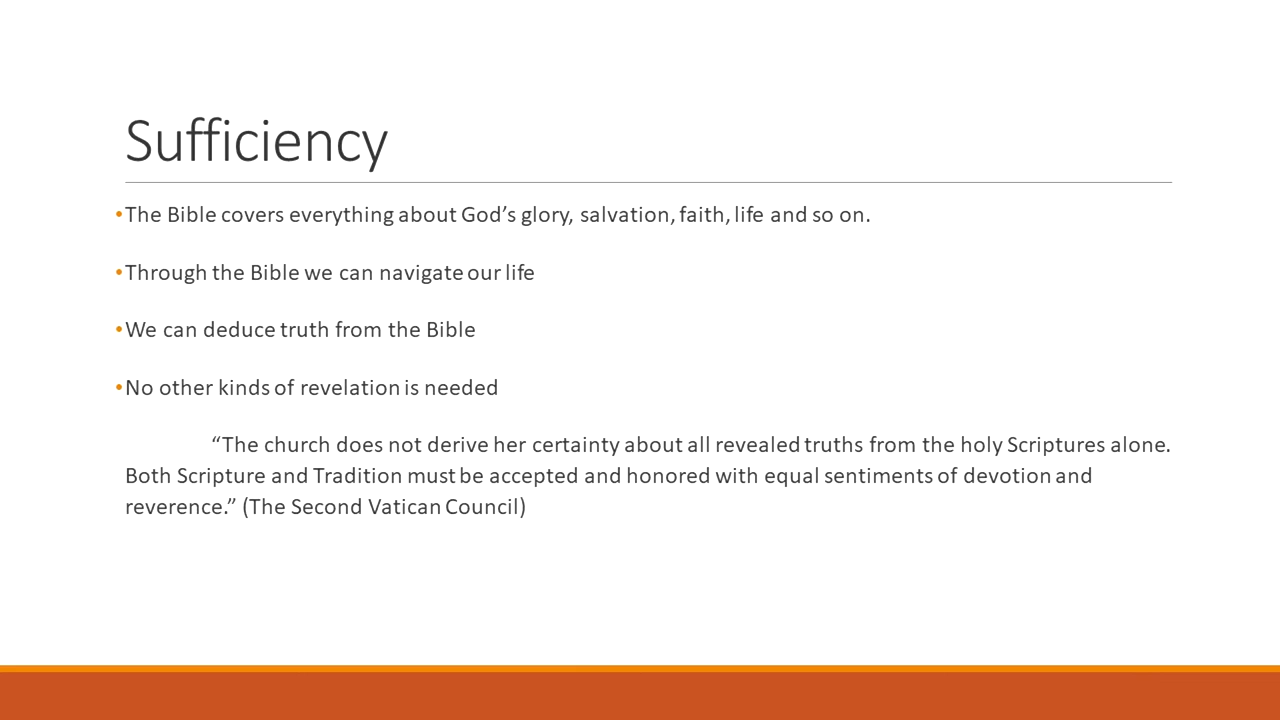 Sufficiency
•The Bible covers everything about God’s glory, salvation, faith, life and so on.
•Through the Bible we can navigate our life
•We can deduce truth from the Bible
•No other kinds of revelation is needed
“The church does not derive her certainty about all revealed truths from the holy Scriptures alone.
Both Scripture and Tradition must be accepted and honored with equal sentiments of devotion and
reverence.” (The Second Vatican Council)